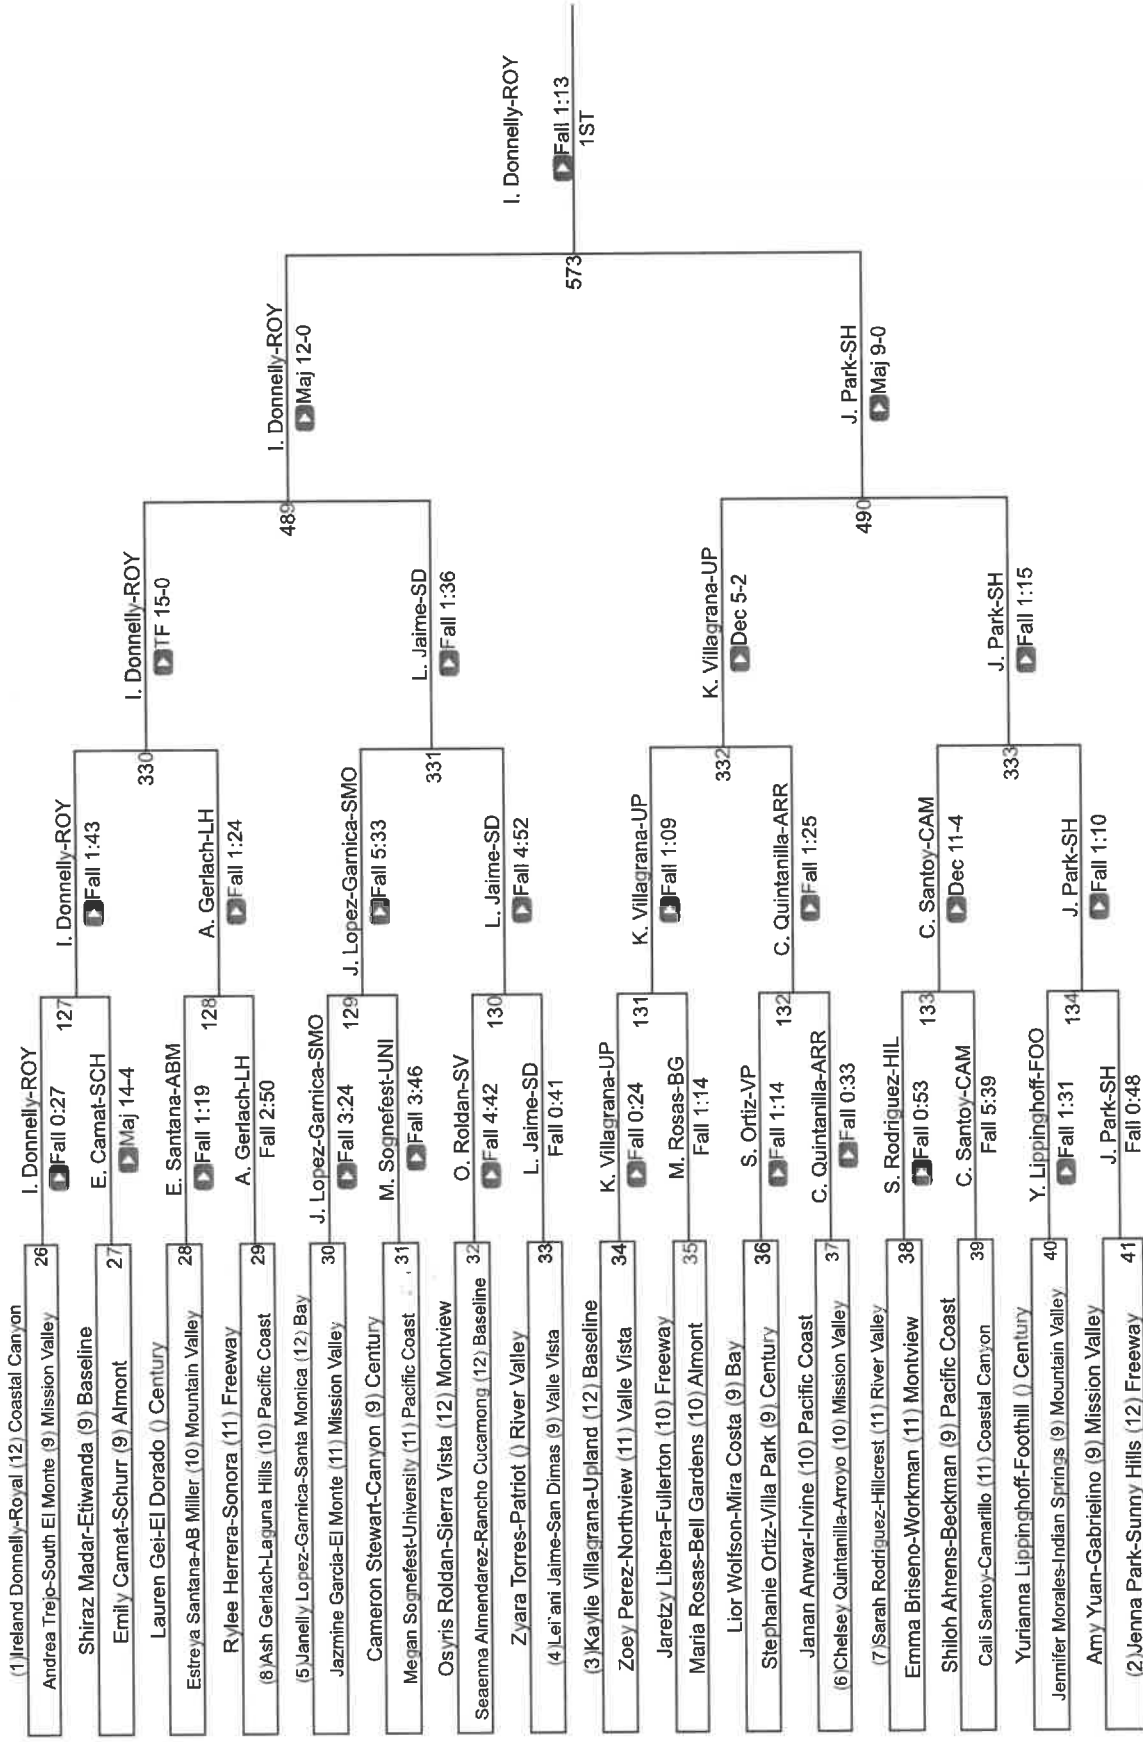 (1)Ireland Donnelly-Royal (12) Coastal Canyon
26
Andrea Trejo-South El Monte (9) Mission Valley
Shiraz Madar-Etiwanda (9) Baseline
27
Emily Camat-Schurr (9) Almont
Lauren Gei-El Dorado () Century
28
Estreya Santana-AB Miller (10) Mountain Valley
Rylee Herrera-Sonora (11) Freeway
29
(8)Ash Gerlach-Laguna Hills (10) Pacific Coast
(5)Janelly Lopez-Garnica-Santa Monica (12) Bay
30
Jazmine Garcia-El Monte (11) Mission Valley
Cameron Stewart-Canyon (9) Century
31
Megan Sognefest-University (11) Pacific Coast
Osyris Roldan-Sierra Vista (12) Montview
32
Seaenna Almendarez-Rancho Cucamong (12) Baseline
Zyara Torres-Patriot () River Valley
33
(4)Lei`ani Jaime-San Dimas (9) Valle Vista
(3)Kaylie Villagrana-Upland (12) Baseline
34
Zoey Perez-Northview (11) Valle Vista
Jaretzy Libera-Fullerton (10) Freeway
35
Maria Rosas-Bell Gardens (10) Almont
Lior Wolfson-Mira Costa (9) Bay
36
Stephanie Ortiz-Villa Park (9) Century
Janan Anwar-Irvine (10) Pacific Coast
37
(6)Chelsey Quintanilla-Arroyo (10) Mission Valley
(7)Sarah Rodriguez-Hillcrest (11) River Valley
38
Emma Briseno-Workman (11) Montview
Shiloh Ahrens-Beckman (9) Pacific Coast
39
Cali Santoy-Camarillo (11) Coastal Canyon
Yurianna Lippinghoff-Foothill () Century
40
Jennifer Morales-Indian Springs (9) Mountain Valley
Amy Yuan-Gabrielino (9) Mission Valley
41
(2)Jenna Park-Sunny Hills (12) Freeway
I. Donnelly-ROY
Fall 0:27
127
E. Camat-SCH
Maj 14-4
E. Santana-ABM
Fall 1:19
128
A. Gerlach-LH
Fall 2:50
J. Lopez-Garnica-SMO
Fall 3:24
129
M. Sognefest-UNI
Fall 3:46
O. Roldan-SV
Fall 4:42
130
L. Jaime-SD
Fall 0:41
K. Villagrana-UP
Fall 0:24
131
M. Rosas-BG
Fall 1:14
S. Ortiz-VP
Fall 1:14
132
C. Quintanilla-ARR
Fall 0:33
S. Rodriguez-HIL
Fall 0:53
133
C. Santoy-CAM
Fall 5:39
Y. Lippinghoff-FOO
Fall 1:31
134
J. Park-SH
Fall 0:48
I. Donnelly-ROY
Fall 1:43
330
A. Gerlach-LH
Fall 1:24
J. Lopez-Garnica-SMO
Fall 5:33
331
L. Jaime-SD
Fall 4:52
K. Villagrana-UP
Fall 1:09
332
C. Quintanilla-ARR
Fall 1:25
C. Santoy-CAM
Dec 11-4
333
J. Park-SH
Fall 1:10
I. Donnelly-ROY
TF 15-0
489
L. Jaime-SD
Fall 1:36
K. Villagrana-UP
Dec 5-2
490
J. Park-SH
Fall 1:15
I. Donnelly-ROY
Maj 12-0
573
J. Park-SH
Maj 9-0
I. Donnelly-ROY
Fall 1:13
1ST